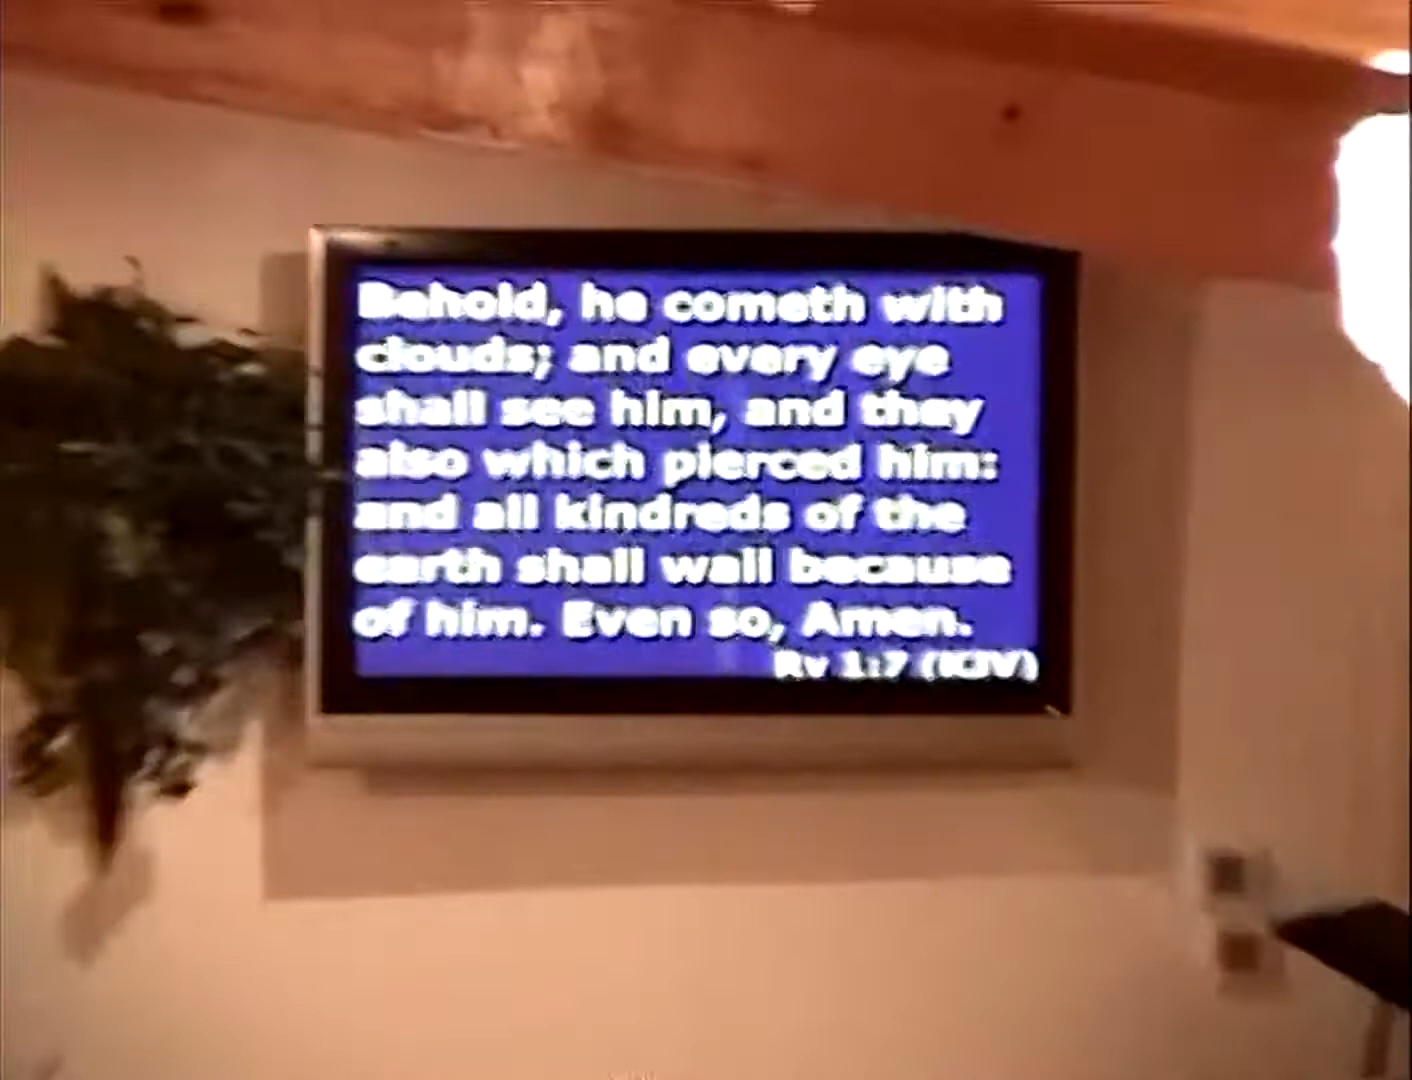 Behold, he cometh with
clouds; and every eye
shall see him, and they
also which pierced him:
and all kindreds of the
earth shall wail because
of him. Even so, Amen.
Rv 1:7 (KJV)